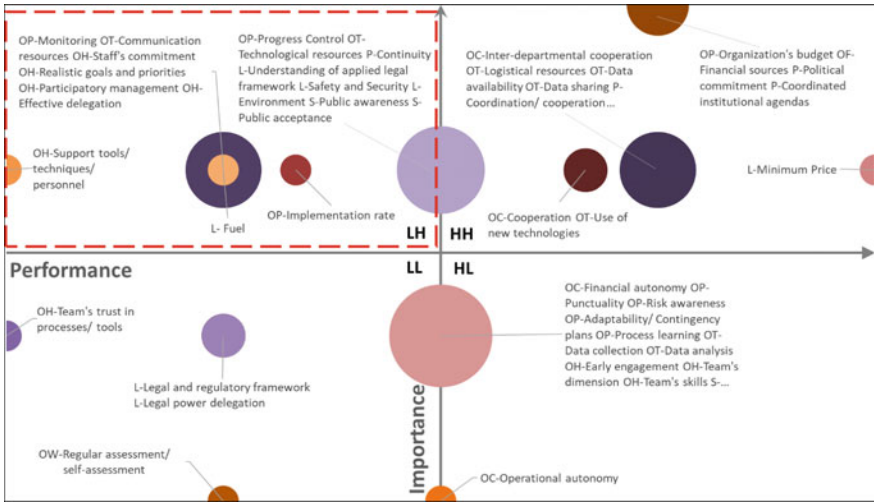 OP-Monitoring OT-Communication
resources OH-Staff's commitment
OH-Realistic goals and priorities
OH-Participatory management OH-
Effective delegation
OP-Progress Control OT-
Technological resources P-Continuity
L-Understanding of applied legal
framework L-Safety and Security L-
Environment S-Public awareness S-
Public acceptance
OC-Inter-departmental cooperation
OT-Logistical resources OT-Data
availability OT-Data sharing P-
Coordination/ cooperation...
OP-Organization's budget OF-
Financial sources P-Political
commitment P-Coordinated
institutional agendas
OH-Support tools/
techniques/
personnel
L- Fuel
OP-Implementation rate
OC-Cooperation OT-Use of
new technologies
L-Minimum Price
LH HH
Performance
LL HL
OH-Team's trust in
processes/ tools
L-Legal and regulatory framework
L-Legal power delegation
OC-Financial autonomy OP-
Punctuality OP-Risk awareness
OP-Adaptability/ Contingency
plans OP-Process learning OT-
Data collection OT-Data analysis
OH-Early engagement OH-Team's
dimension OH-Team's skills S-...
Importance
OW-Regular assessment/
self-assessment
OC-Operational autonomy